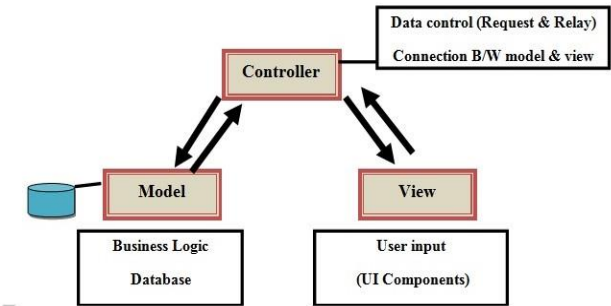 Data control (Request & Relay)
Connection B/W model & view
Controller
Model
View
Business Logic
Database
User input
(UI Components)